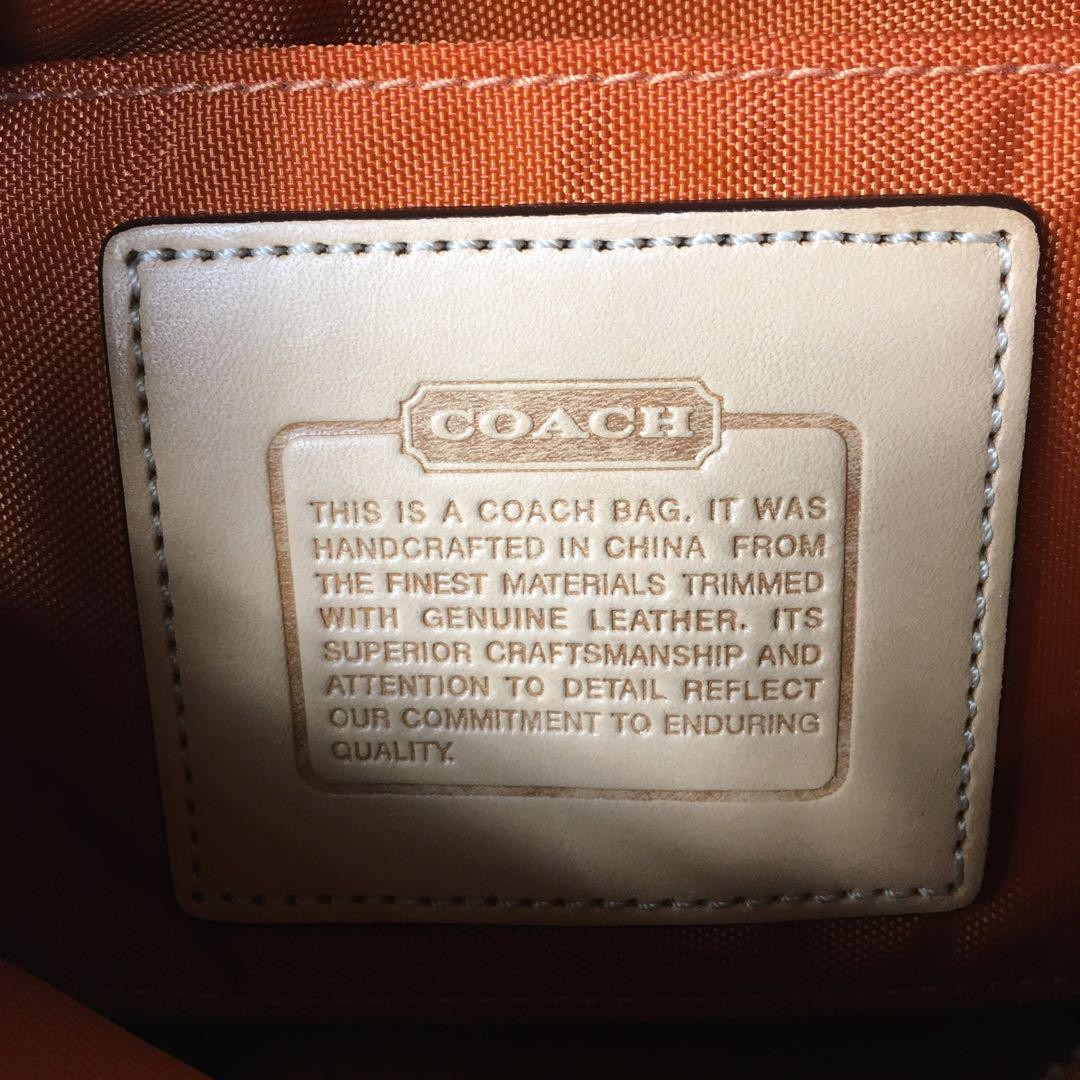 COACH
THIS IS A COACH BAG. IT WAS
HANDCRAFTED IN CHINA FROM
THE FINEST MATERIALS TRIMMED
WITH GENUINE LEATHER. ITS
SUPERIOR CRAFTSMANSHIP AND
ATTENTION TO DETAIL REFLECT
OUR COMMITMENT TO ENDURING
QUALITY.